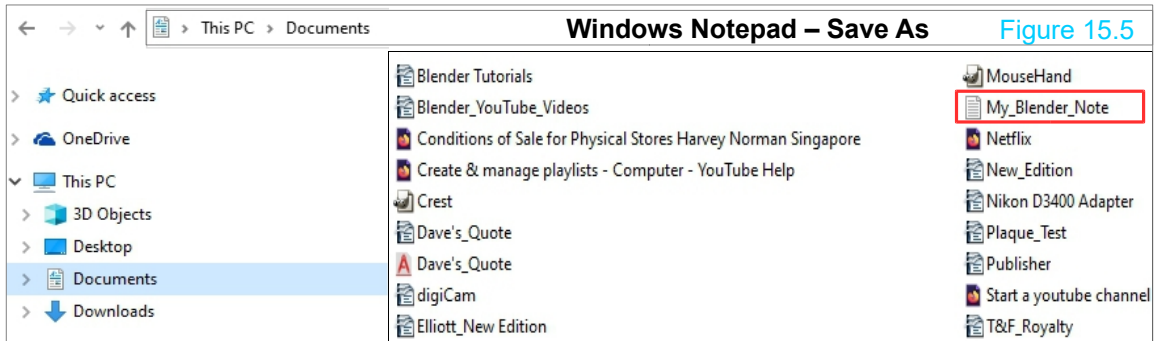 This PC > Documents
Windows Notepad – Save As
Figure 15.5
Quick access
OneDrive
This PC
3D Objects
Desktop
Documents
Downloads
Blender Tutorials
Blender_YouTube_Videos
Conditions of Sale for Physical Stores Harvey Norman Singapore
Create & manage playlists - Computer - YouTube Help
Crest
Dave's_Quote
Dave's_Quote
digiCam
Elliott_New Edition
MouseHand
My_Blender_Note
Netflix
New_Edition
Nikon D3400 Adapter
Plaque_Test
Publisher
Start a youtube channel
T&F_Royalty